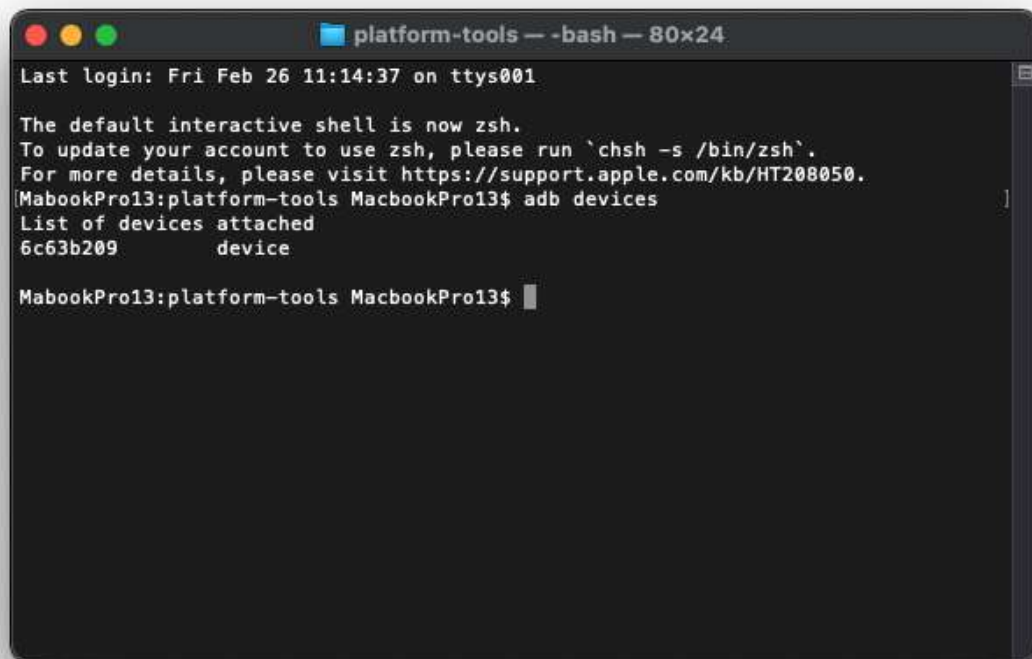 platform-tools — -bash — 80×24
Last login: Fri Feb 26 11:14:37 on ttys001
The default interactive shell is now zsh.
To update your account to use zsh, please run `chsh -s /bin/zsh`.
For more details, please visit https://support.apple.com/kb/HT208050.
[MabookPro13:platform-tools MacbookPro13$ adb devices ]
List of devices attached
6c63b209 device
MabookPro13:platform-tools MacbookPro13$